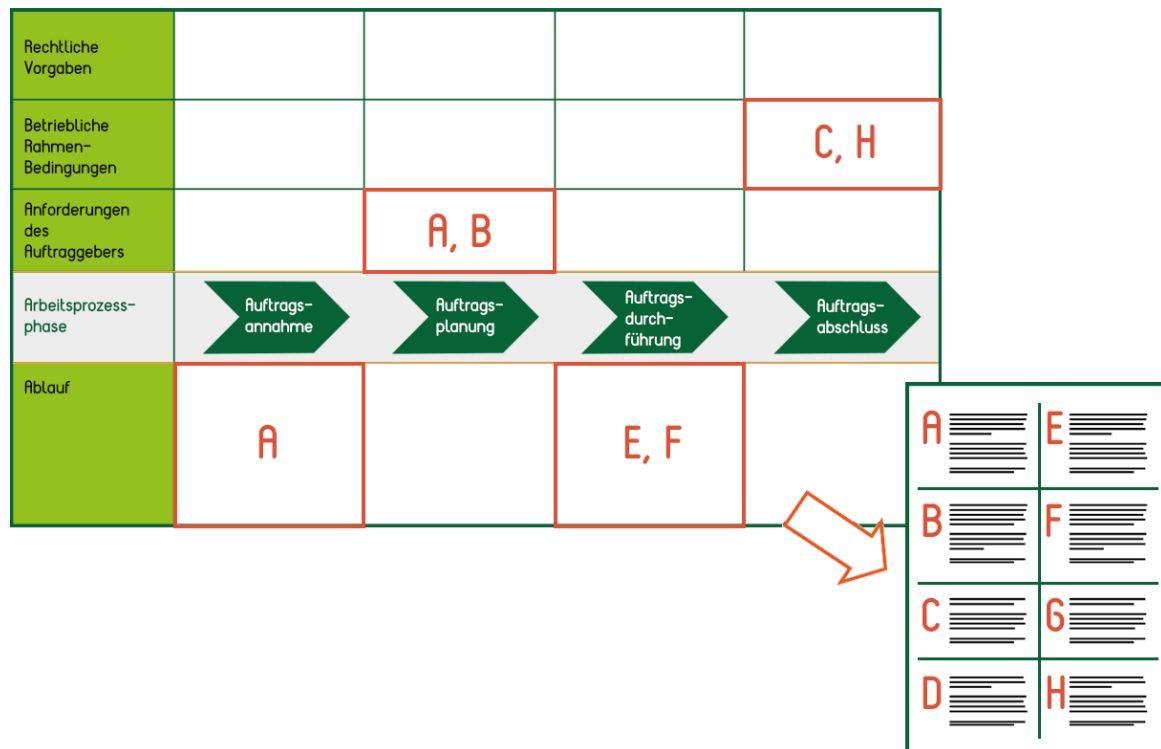 Rechtliche
Vorgaben
Betriebliche
Rahmen-
Bedingungen
C, H
Anforderungen
des
Auftraggebers
A, B
Arbeitsprozess-
phase
Auftrags-
annahme
Auftrags-
planung
Auftrags-
durch-
führung
Auftrags-
abschluss
Ablauf
A
E, F
A
E
B
F
C
G
D
H